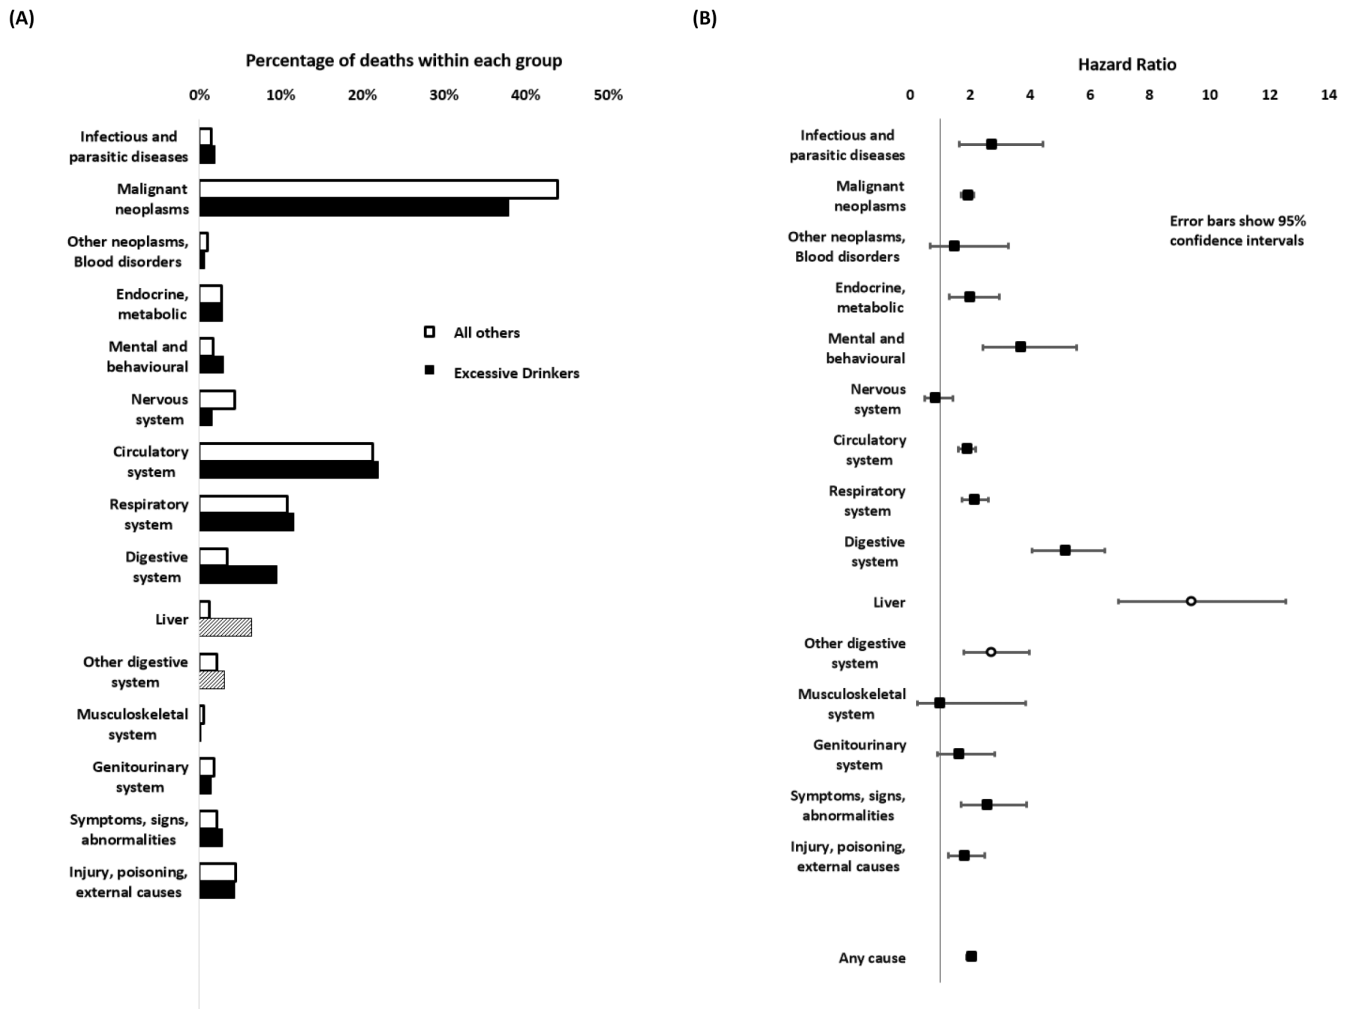 (A)
Percentage of deaths within each group
0% 10% 20% 30% 40% 50%
Infectious and
parasitic diseases
Malignant
neoplasms
Other neoplasms,
Blood disorders
Endocrine,
metabolic
Mental and
behavioural
Nervous
system
Circulatory
system
Respiratory
system
Digestive
system
Liver
Other digestive
system
Musculoskeletal
system
Genitourinary
system
Symptoms, signs,
abnormalities
Injury, poisoning,
external causes
All others
Excessive Drinkers
(B)
Hazard Ratio
0 2 4 6 8 10 12 14
Infectious and
parasitic diseases
Malignant
neoplasms
Other neoplasms,
Blood disorders
Endocrine,
metabolic
Mental and
behavioural
Nervous
system
Circulatory
system
Respiratory
system
Digestive
system
Liver
Other digestive
system
Musculoskeletal
system
Genitourinary
system
Symptoms, signs,
abnormalities
Injury, poisoning,
external causes
Any cause
Error bars show 95%
confidence intervals